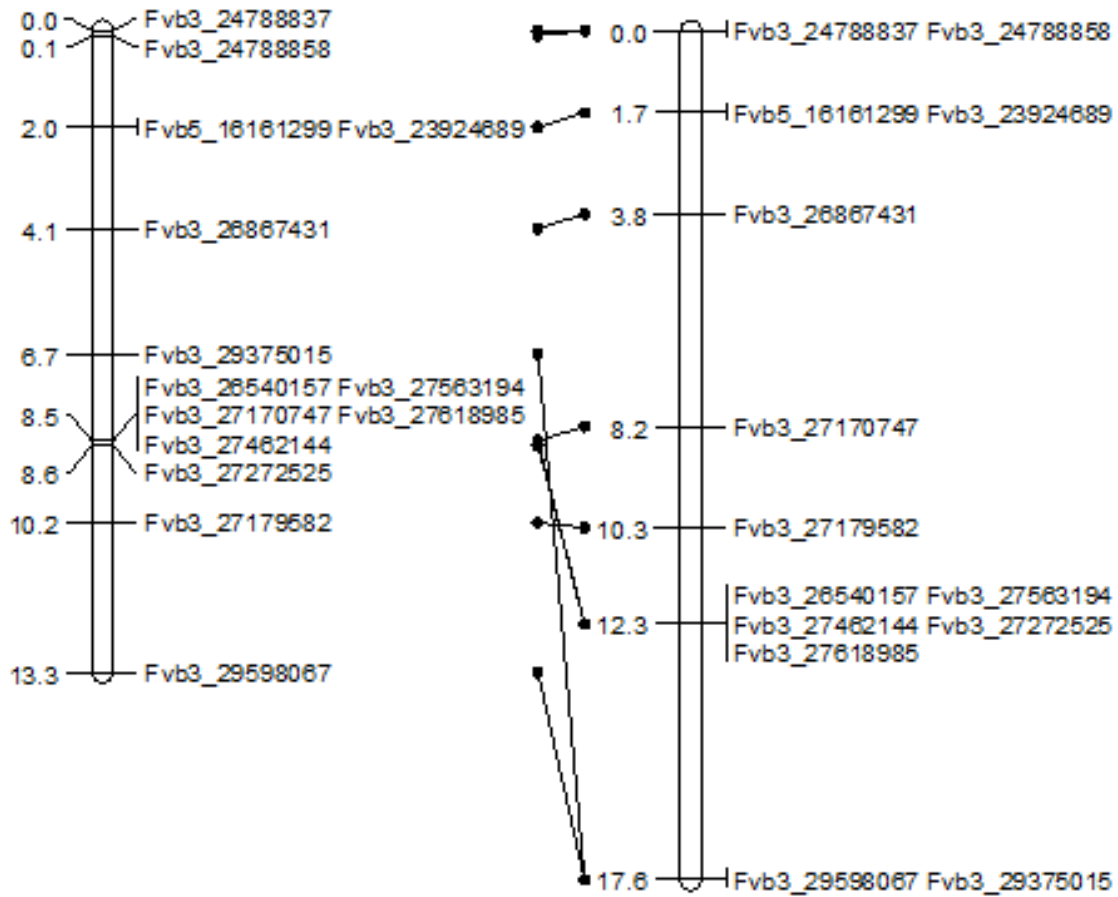 0.0 Fvb3_24788837
0.1 Fvb3_24788858
2.0 Fvb5_16161299 Fvb3_23924689
4.1 Fvb3_26867431
6.7 Fvb3_29375015
Fvb3_26540157 Fvb3_27563194
8.5 Fvb3_27170747 Fvb3_27618985
Fvb3_27462144
8.6 Fvb3_27272525
10.2 Fvb3_27179582
13.3 Fvb3_29598067
0.0 Fvb3_24788837 Fvb3_24788858
1.7 Fvb5_16161299 Fvb3_23924689
3.8 Fvb3_26867431
8.2 Fvb3_27170747
10.3 Fvb3_27179582
Fvb3_26540157 Fvb3_27563194
12.3 Fvb3_27462144 Fvb3_27272525
Fvb3_27618985
17.6 Fvb3_29598067 Fvb3_29375015